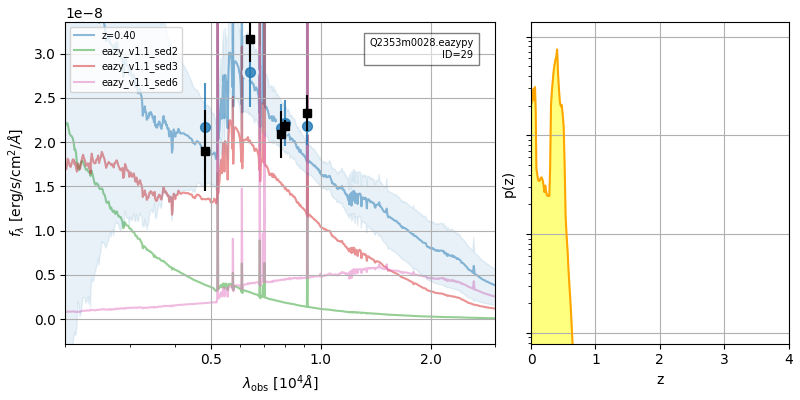 1e−8
z=0.40
eazy_v1.1_sed2
eazy_v1.1_sed3
eazy_v1.1_sed6
Q2353m0028.eazypy
ID=29
3.0
2.5
2.0
1.5
1.0
0.5
0.0
f_λ [erg/s/cm²/Å]
0.5
1.0
2.0
λ_obs [10⁴Å]
p(z)
0
1
2
3
4
z